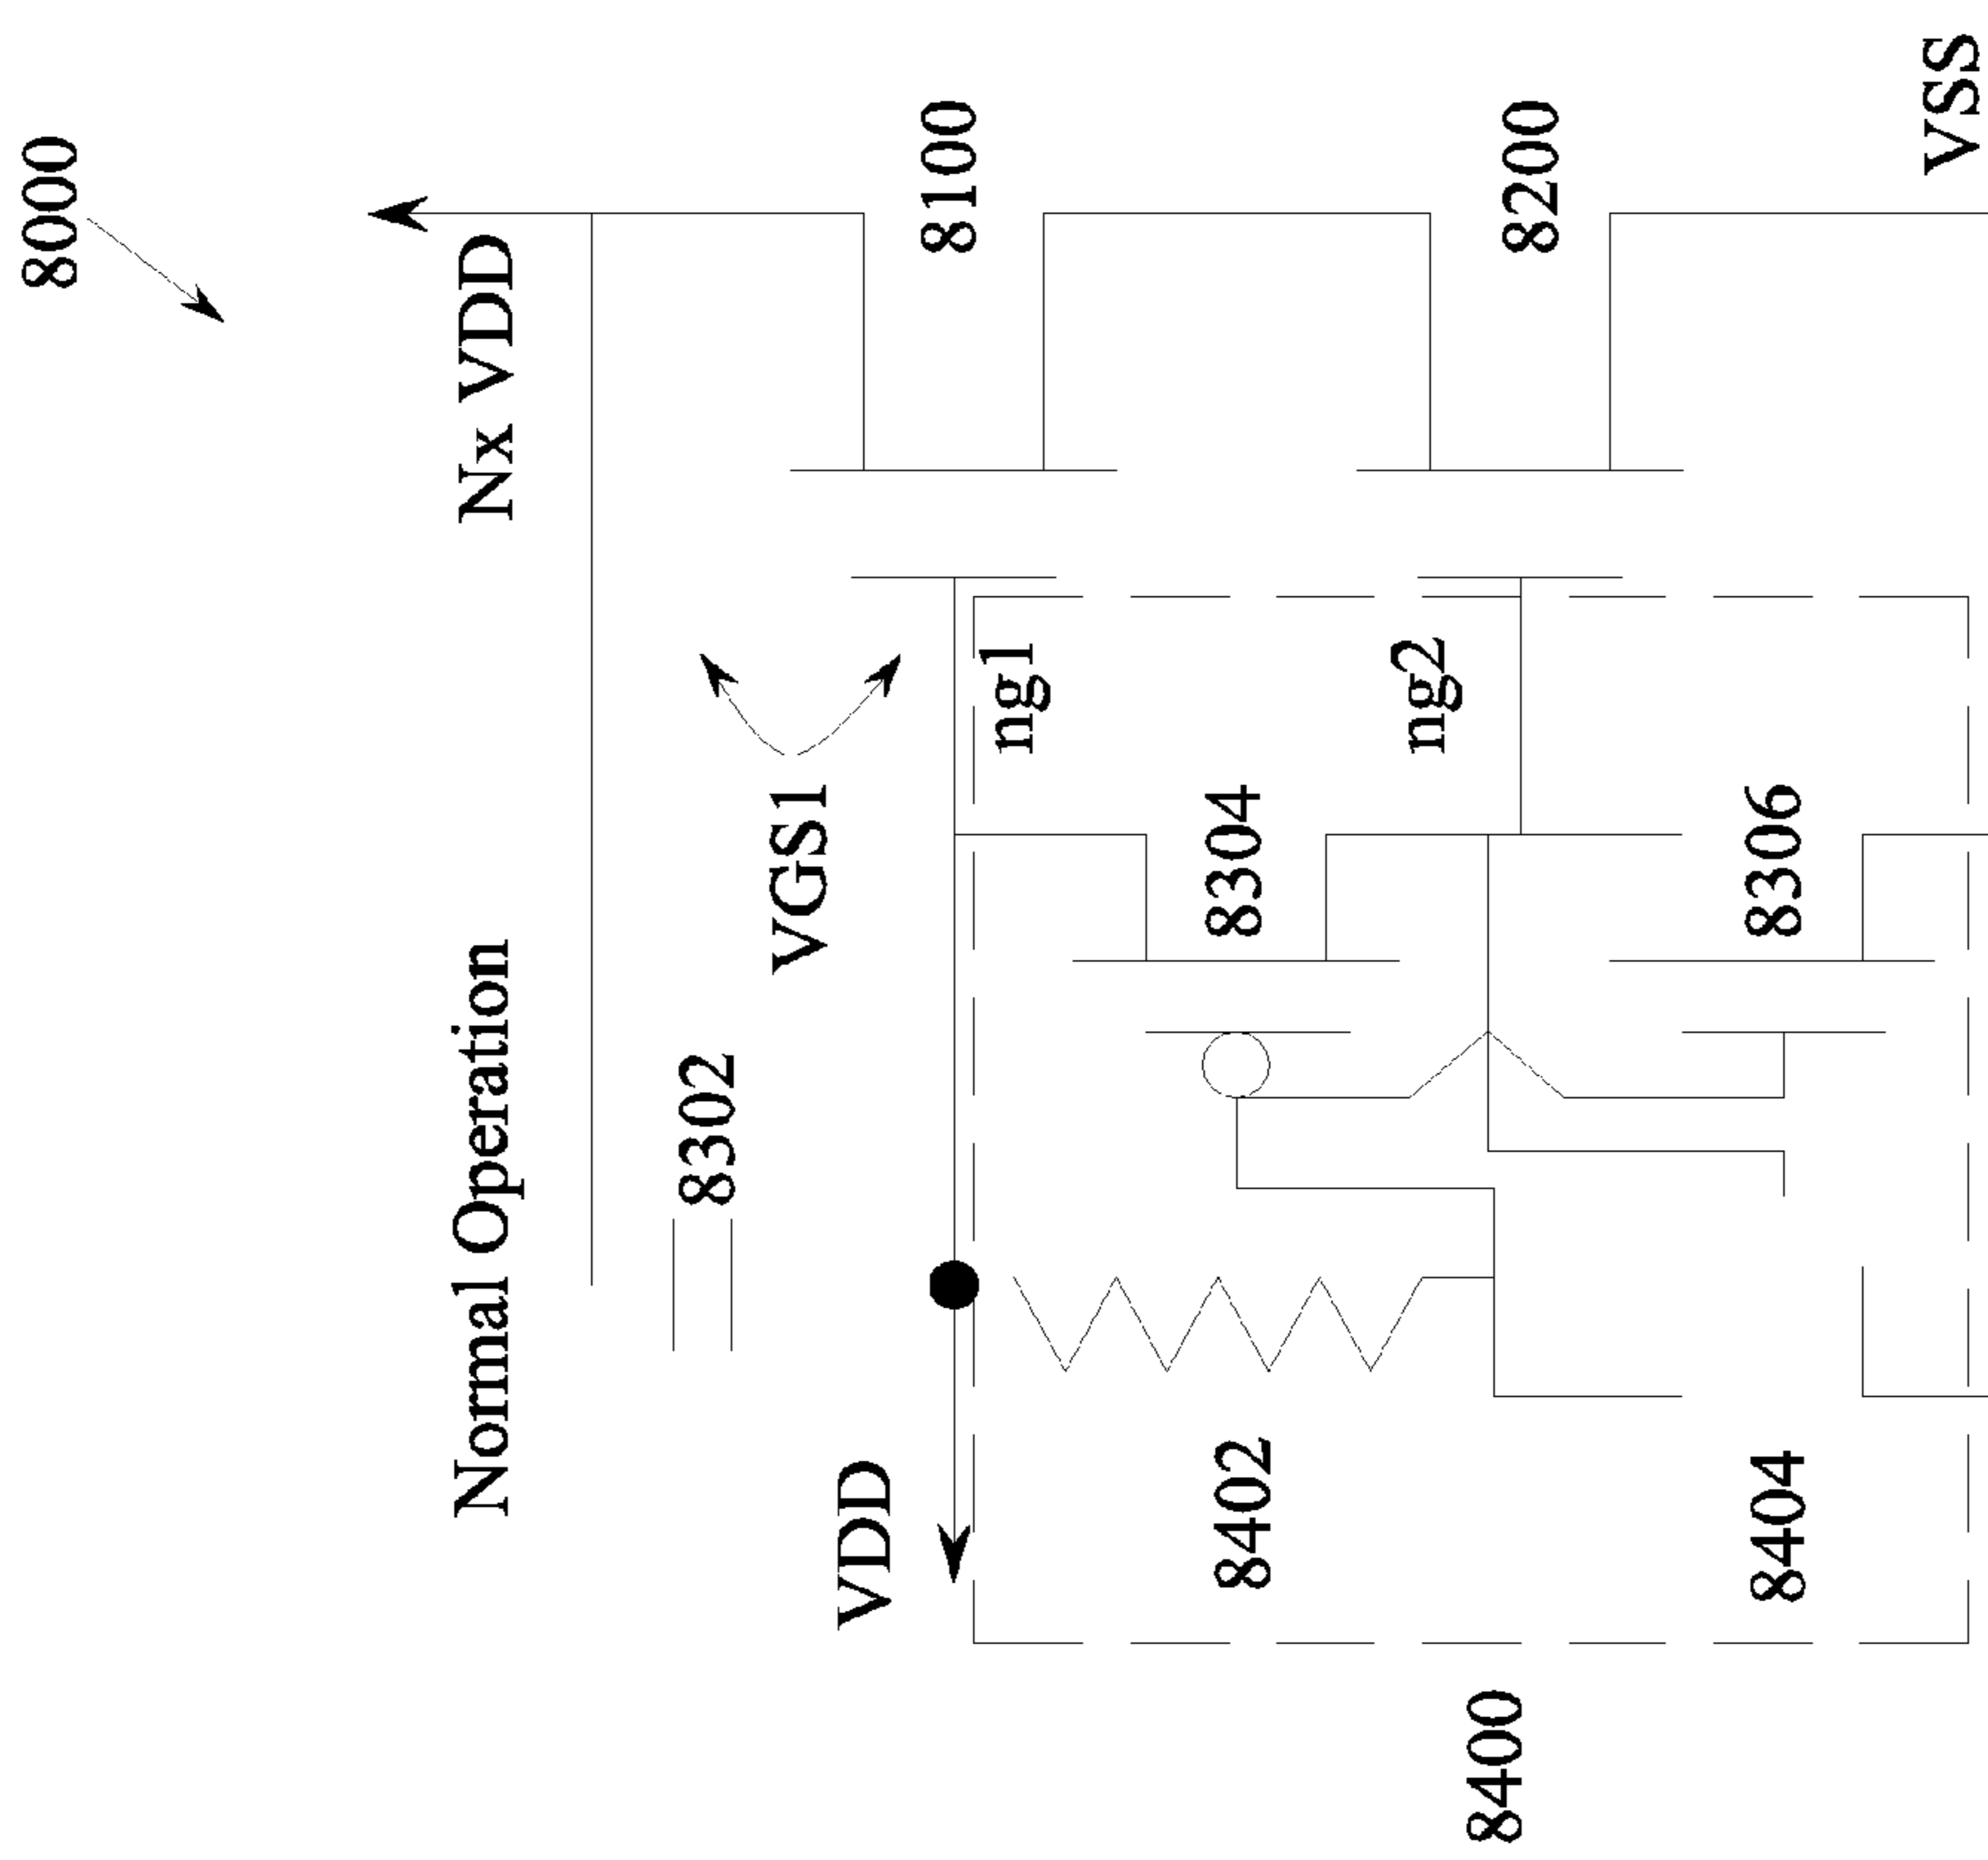 8000
Normal Operation
Nx VDD
8302
VGS1
VDD
8100
ng1
8402
8304
ng2
8400
8200
8404
8306
VSS